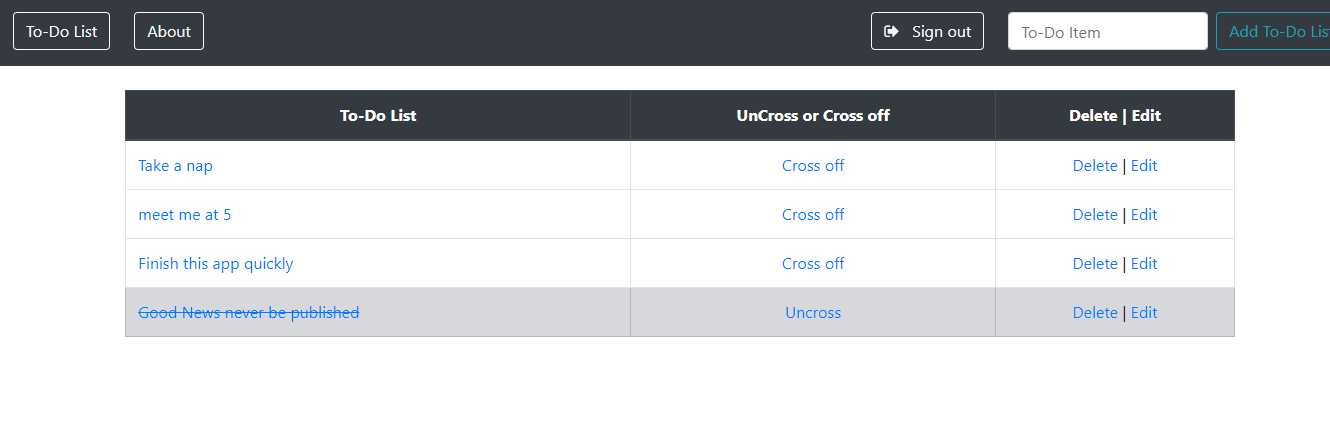 To-Do List About Sign out To-Do Item Add To-Do Lis
To-Do List UnCross or Cross off Delete | Edit
Take a nap Cross off Delete | Edit
meet me at 5 Cross off Delete | Edit
Finish this app quickly Cross off Delete | Edit
Good News never be published Uncross Delete | Edit